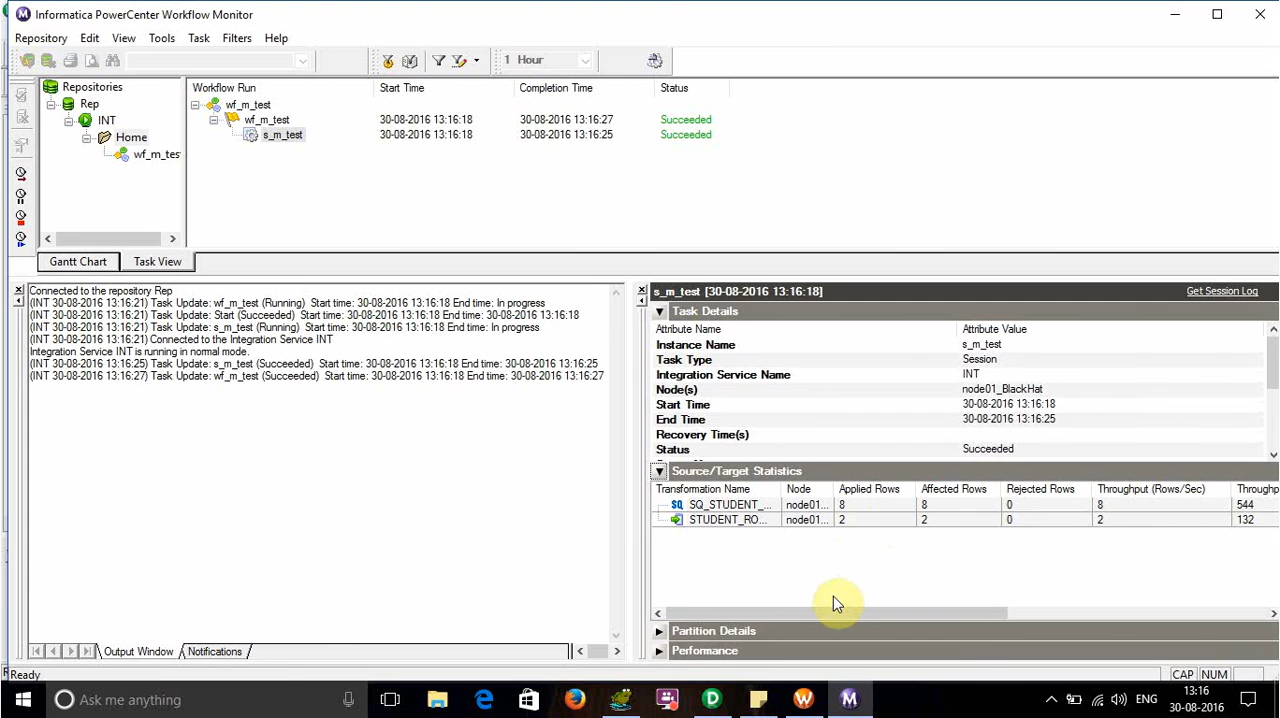 Informatica PowerCenter Workflow Monitor
Repository Edit View Tools Task Filters Help
1 Hour
Repositories
Rep
INT
Home
wf_m_tes
Workflow Run Start Time Completion Time Status
wf_m_test
wf_m_test 30-08-2016 13:16:18 30-08-2016 13:16:27 Succeeded
s_m_test 30-08-2016 13:16:18 30-08-2016 13:16:25 Succeeded
Gantt Chart Task View
Connected to the repository Rep
(INT 30-08-2016 13:16:21) Task Update: wf_m_test (Running) Start time: 30-08-2016 13:16:18 End time: In progress
(INT 30-08-2016 13:16:21) Task Update: Start (Succeeded) Start time: 30-08-2016 13:16:18 End time: 30-08-2016 13:16:18
(INT 30-08-2016 13:16:21) Task Update: s_m_test (Running) Start time: 30-08-2016 13:16:18 End time: In progress
(INT 30-08-2016 13:16:21) Connected to the Integration Service INT
Integration Service INT is running in normal mode.
(INT 30-08-2016 13:16:25) Task Update: s_m_test (Succeeded) Start time: 30-08-2016 13:16:18 End time: 30-08-2016 13:16:25
(INT 30-08-2016 13:16:27) Task Update: wf_m_test (Succeeded) Start time: 30-08-2016 13:16:18 End time: 30-08-2016 13:16:27
Output Window Notifications
s_m_test [30-08-2016 13:16:18] Get Session Log
Task Details
Attribute Name Attribute Value
Instance Name s_m_test
Task Type Session
Integration Service Name INT
Node(s) node01_BlackHat
Start Time 30-08-2016 13:16:18
End Time 30-08-2016 13:16:25
Recovery Time(s)
Status Succeeded
Source/Target Statistics
Transformation Name Node Applied Rows Affected Rows Rejected Rows Throughput (Rows/Sec) Throughp
SQ SQ_STUDENT_... node01... 8 8 0 8 544
STUDENT_RO... node01... 2 2 0 2 132
Partition Details
Performance
Ready CAP NUM
Ask me anything
ENG
13:16
30-08-2016